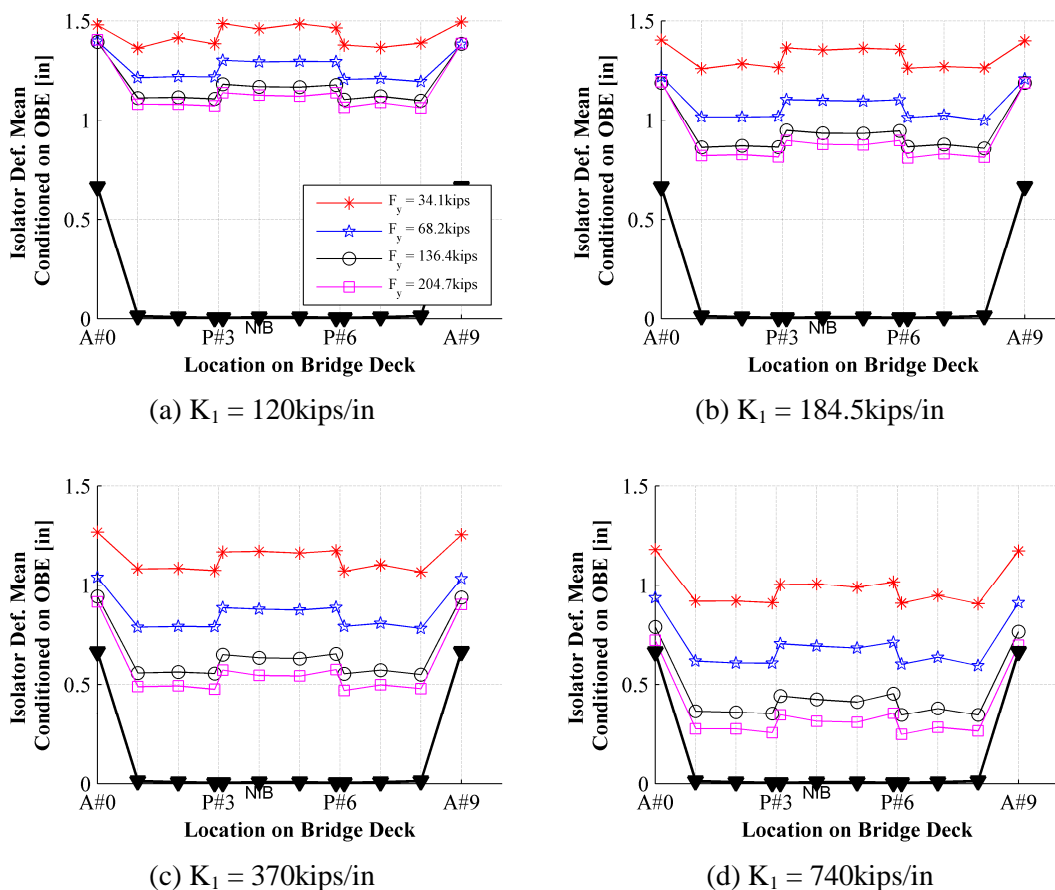 1.5
1
0.5
0
Isolator Def. Mean
Conditioned on OBE [in]
F_y = 34.1kips
F_y = 68.2kips
F_y = 136.4kips
F_y = 204.7kips
NIB
A#0 P#3 P#6 A#9
Location on Bridge Deck
(a) K₁ = 120kips/in
1.5
1
0.5
0
Isolator Def. Mean
Conditioned on OBE [in]
NIB
A#0 P#3 P#6 A#9
Location on Bridge Deck
(b) K₁ = 184.5kips/in
1.5
1
0.5
0
Isolator Def. Mean
Conditioned on OBE [in]
NIB
A#0 P#3 P#6 A#9
Location on Bridge Deck
(c) K₁ = 370kips/in
1.5
1
0.5
0
Isolator Def. Mean
Conditioned on OBE [in]
NIB
A#0 P#3 P#6 A#9
Location on Bridge Deck
(d) K₁ = 740kips/in